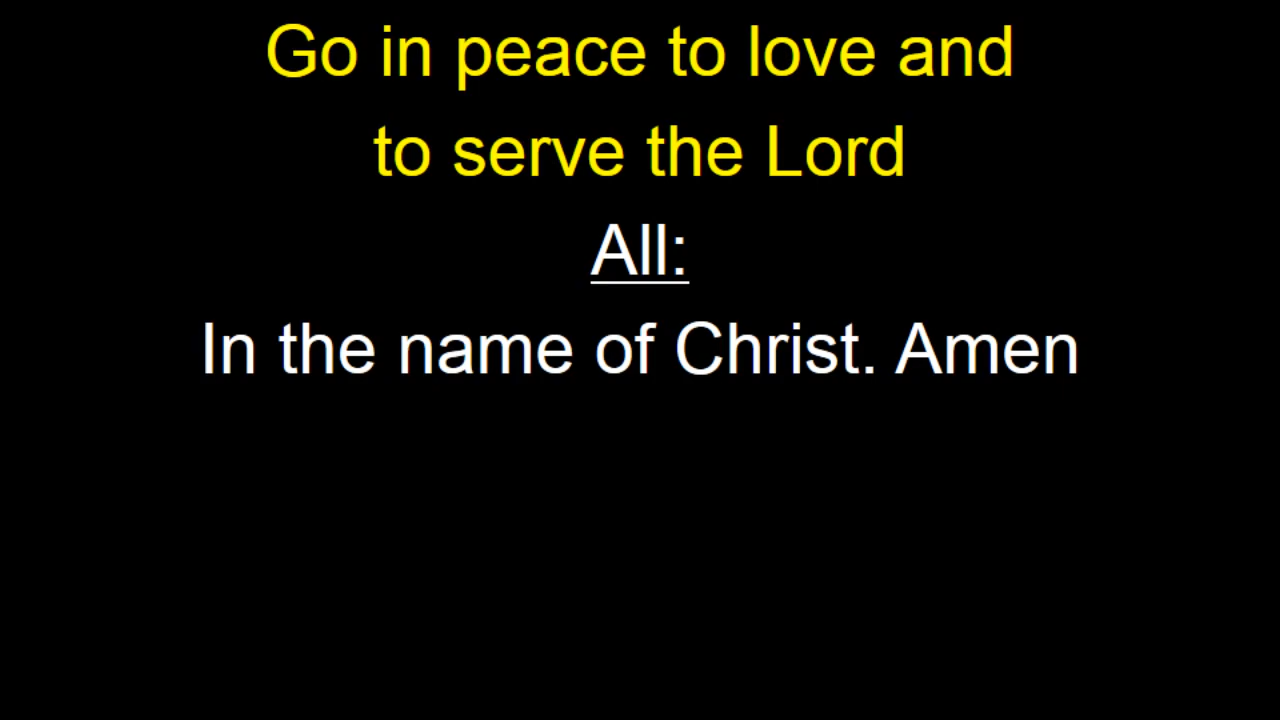 Go in peace to love and
to serve the Lord
All:
In the name of Christ. Amen